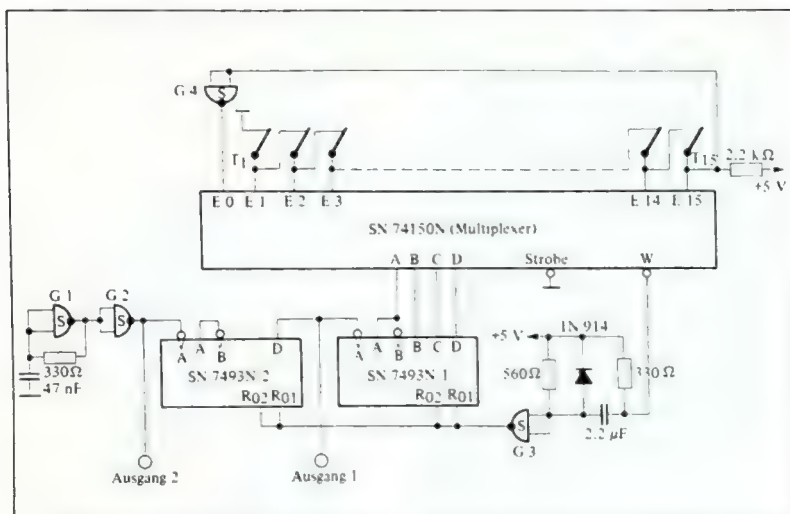 G 4
S
T1
T15
2.2 kΩ
+5 V
E 0 E 1 E 2 E 3 E 14 E 15
SN 74150N (Multiplexer)
A B C D Strobe W
G 1 G 2
S S
+5 V 1N 914
A A B D A A B C D
560Ω 330Ω
330Ω
47 nF
SN 7493N 2 SN 7493N 1
R02 R01 R02 R01
S
G 3
2.2 µF
Ausgang 2 Ausgang 1